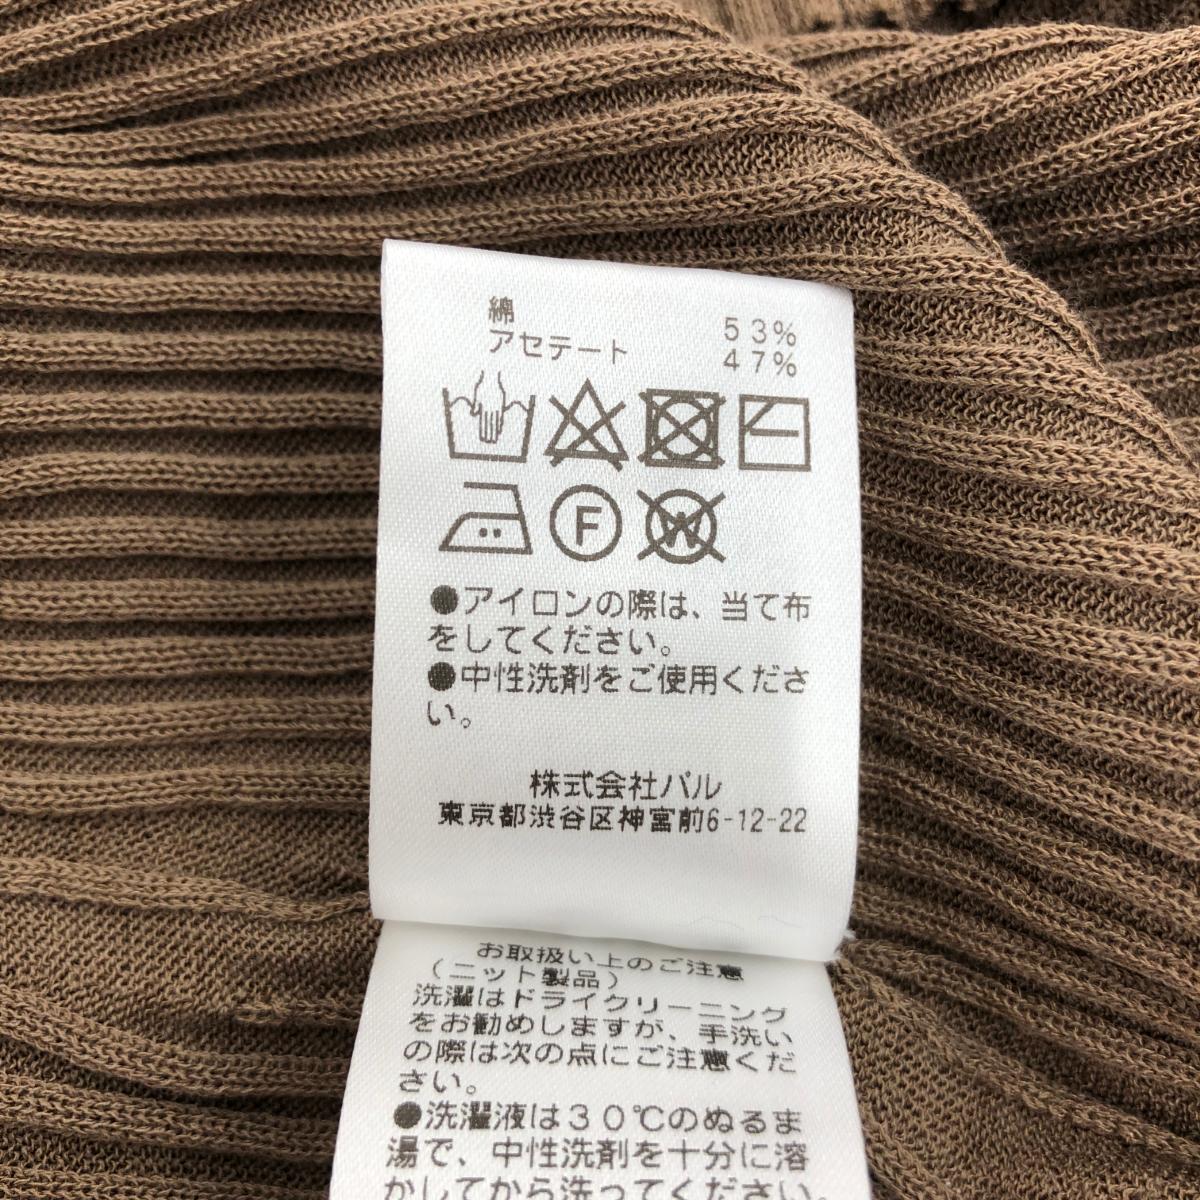 綿 53%
アセテート 47%
F
W
●アイロンの際は、当て布
をしてください。
●中性洗剤をご使用くださ
い。
株式会社パル
東京都渋谷区神宮前6-12-22
お取扱い上のご注意
(ニット製品)
洗濯はドライクリーニング
をお勧めしますが、手洗い
の際は次の点にご注意くだ
さい。
●洗濯液は30℃のぬるま
湯で、中性洗剤を十分に溶
かしてから洗ってください。